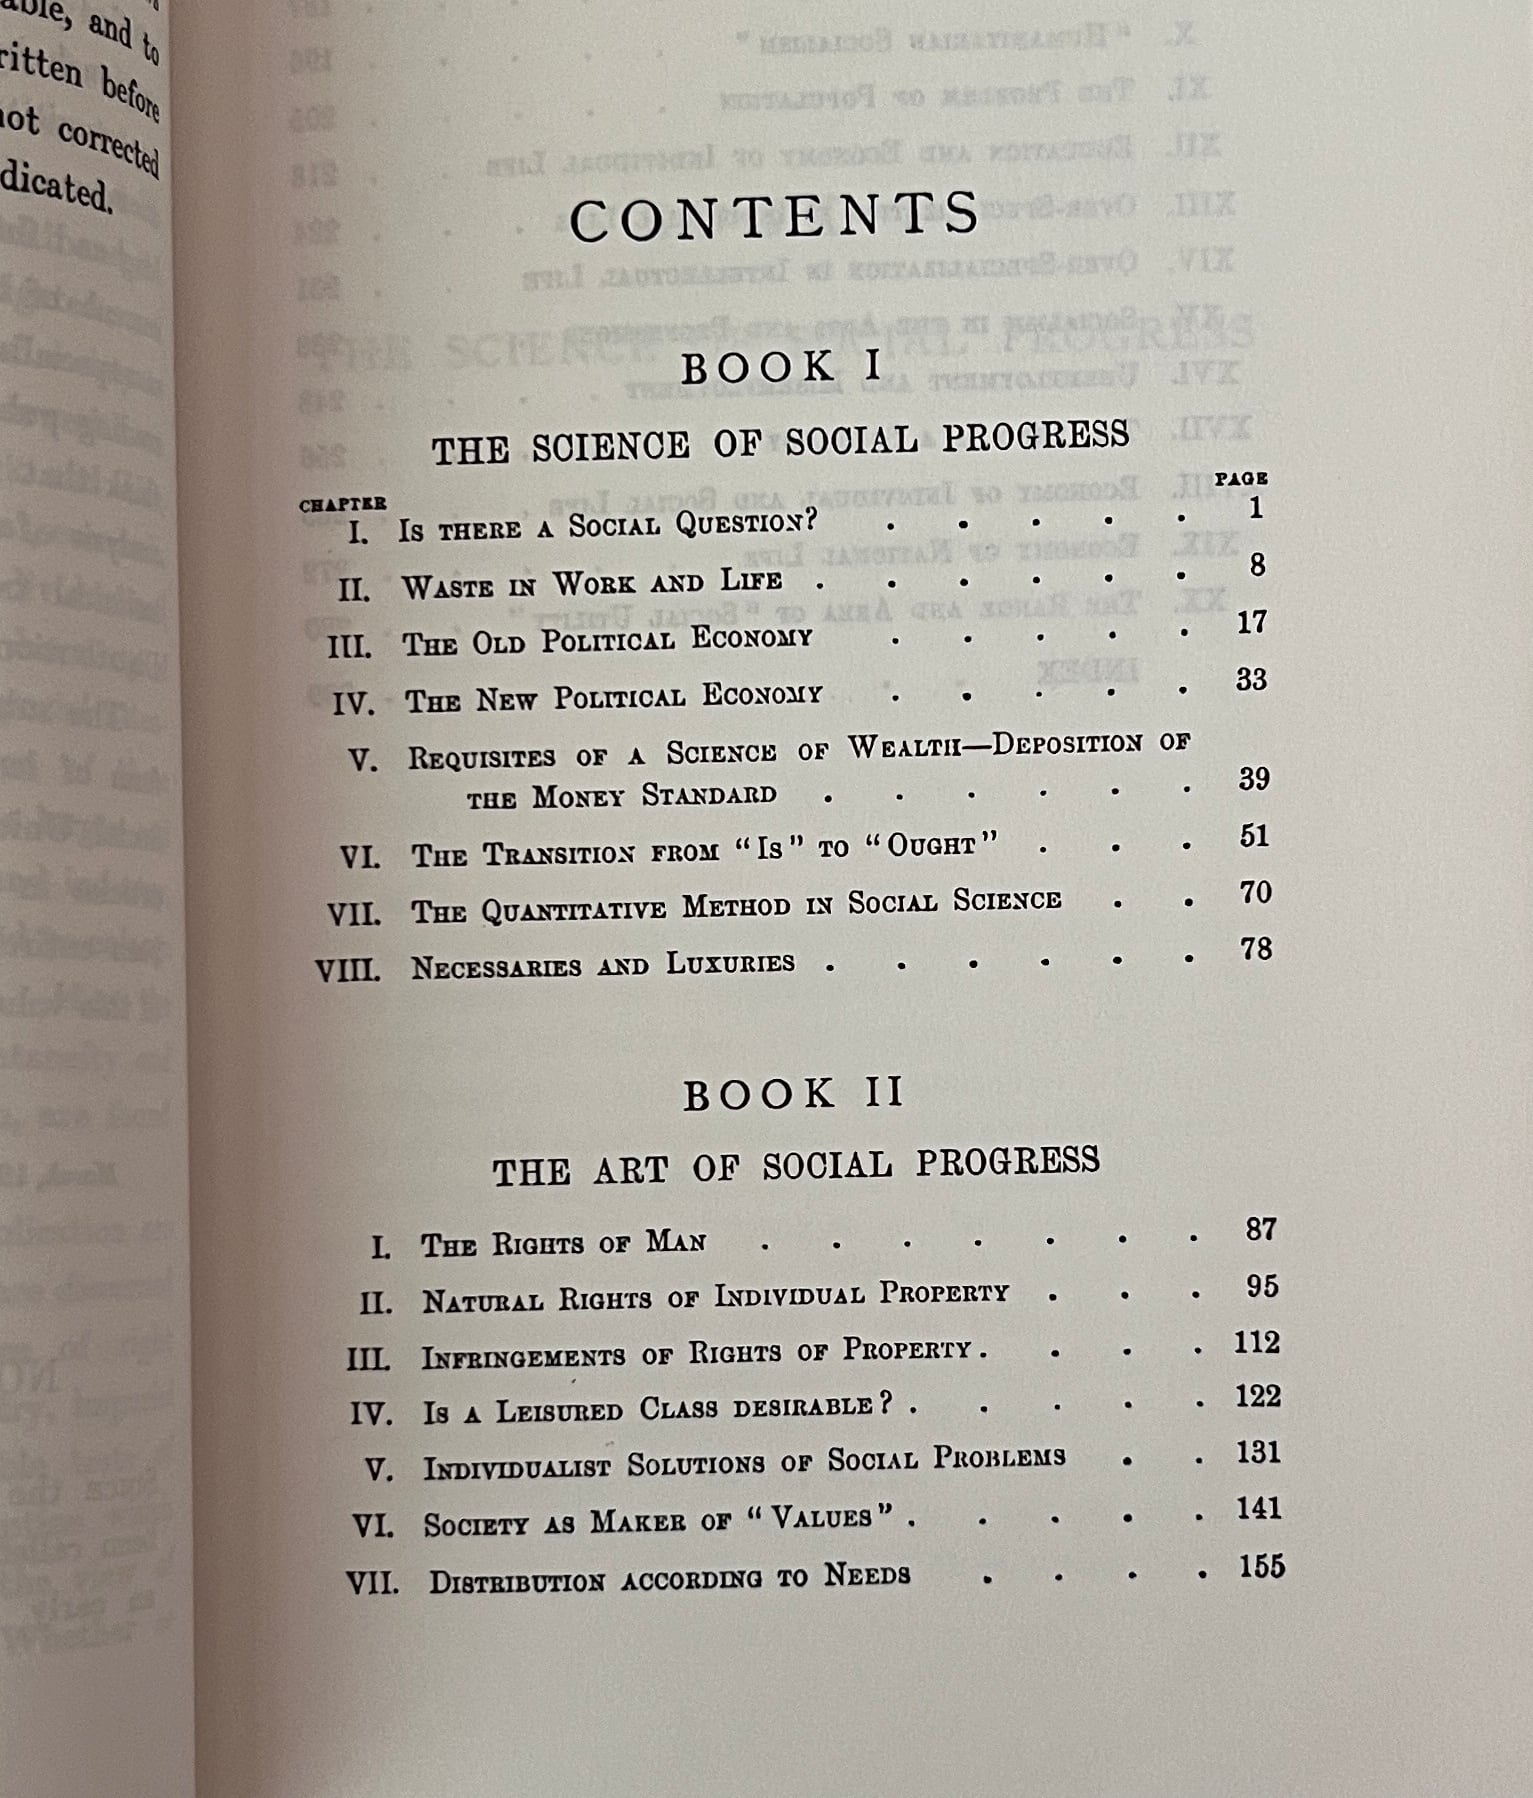 able, and to
ritten before
not corrected
dicated.
CONTENTS
BOOK I
THE SCIENCE OF SOCIAL PROGRESS
CHAPTER PAGE
I. Is there a Social Question? . . . . . 1
II. Waste in Work and Life . . . . . . 8
III. The Old Political Economy . . . . . 17
IV. The New Political Economy . . . . . 33
V. Requisites of a Science of Wealth—Deposition of
the Money Standard . . . . . . 39
VI. The Transition from “Is” to “Ought” . . . 51
VII. The Quantitative Method in Social Science . . 70
VIII. Necessaries and Luxuries . . . . . . 78
BOOK II
THE ART OF SOCIAL PROGRESS
I. The Rights of Man . . . . . . . 87
II. Natural Rights of Individual Property . . . 95
III. Infringements of Rights of Property . . . . 112
IV. Is a Leisured Class desirable? . . . . . 122
V. Individualist Solutions of Social Problems . . 131
VI. Society as Maker of “Values” . . . . . 141
VII. Distribution according to Needs . . . . 155